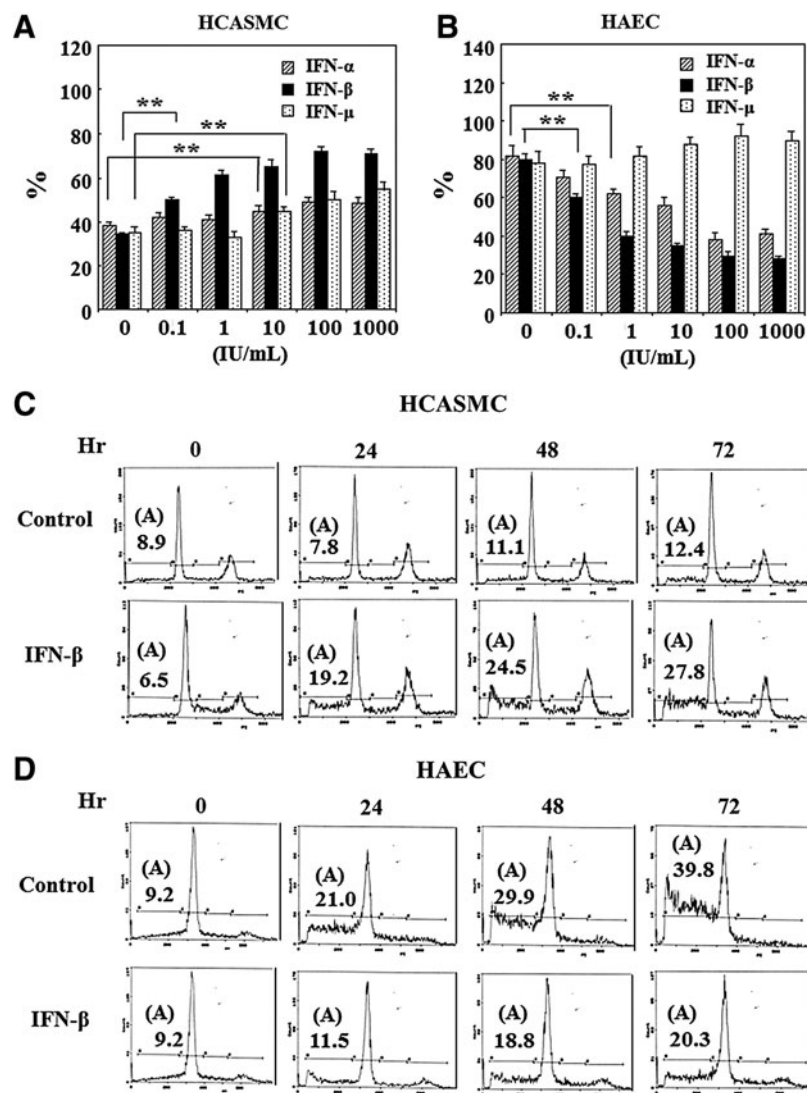 A
HCASMC
120
100
80
60
40
20
0
%
IFN-α
IFN-β
IFN-μ
**
**
**
0 0.1 1 10 100 1000
(IU/mL)
B
HAEC
140
120
100
80
60
40
20
0
%
IFN-α
IFN-β
IFN-μ
**
**
0 0.1 1 10 100 1000
(IU/mL)
C
HCASMC
Hr 0 24 48 72
Control
(A) (A) (A) (A)
8.9 7.8 11.1 12.4
IFN-β
(A) (A) (A) (A)
6.5 19.2 24.5 27.8
D
HAEC
Hr 0 24 48 72
Control
(A) (A) (A) (A)
9.2 21.0 29.9 39.8
IFN-β
(A) (A) (A) (A)
9.2 11.5 18.8 20.3